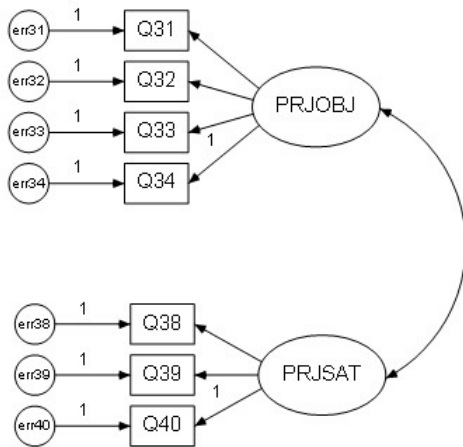 1
err31
Q31
1
err32
Q32
PRJOBJ
1
err33
Q33
1
1
err34
Q34
1
err38
Q38
1
err39
Q39
PRJSAT
1
1
err40
Q40